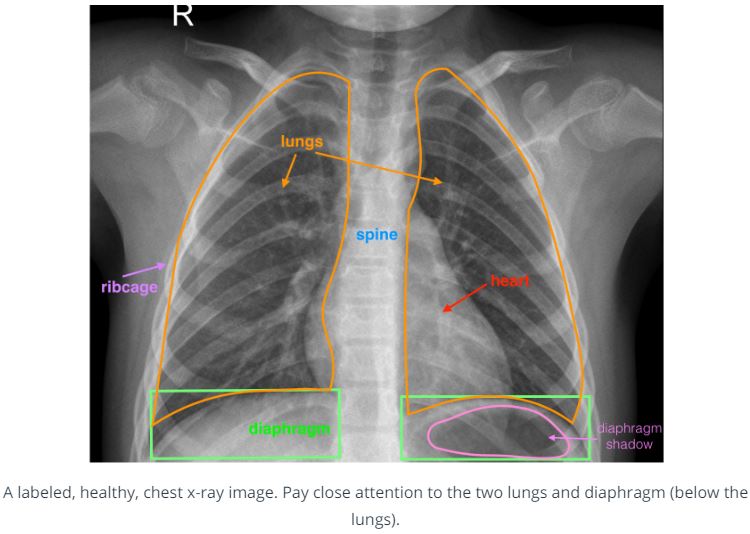 R
lungs
spine
ribcage
heart
diaphragm
diaphragm
shadow
A labeled, healthy, chest x-ray image. Pay close attention to the two lungs and diaphragm (below the
lungs).